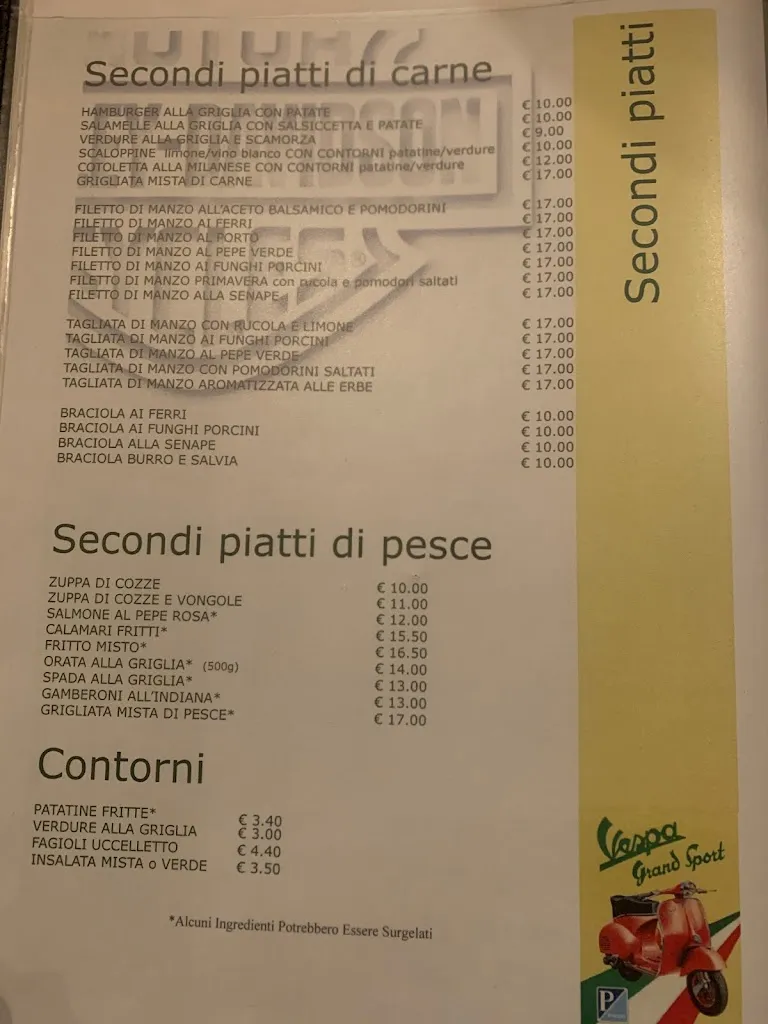 Secondi piatti di carne
HAMBURGER ALLA GRIGLIA CON PATATE € 10.00
SALAMELLE ALLA GRIGLIA CON SALSICCETTA E PATATE € 10.00
VERDURE ALLA GRIGLIA E SCAMORZA € 9.00
SCALOPPINE limone/vino bianco CON CONTORNI patatine/verdure € 10.00
COTOLETTA ALLA MILANESE CON CONTORNI patatine/verdure € 12.00
GRIGLIATA MISTA DI CARNE € 17.00
FILETTO DI MANZO ALL'ACETO BALSAMICO E POMODORINI € 17.00
FILETTO DI MANZO AI FERRI € 17.00
FILETTO DI MANZO AL PORTO € 17.00
FILETTO DI MANZO AL PEPE VERDE € 17.00
FILETTO DI MANZO AI FUNGHI PORCINI € 17.00
FILETTO DI MANZO PRIMAVERA con rucola e pomodori saltati € 17.00
FILETTO DI MANZO ALLA SENAPE € 17.00
TAGLIATA DI MANZO CON RUCOLA E LIMONE € 17.00
TAGLIATA DI MANZO AI FUNGHI PORCINI € 17.00
TAGLIATA DI MANZO AL PEPE VERDE € 17.00
TAGLIATA DI MANZO CON POMODORINI SALTATI € 17.00
TAGLIATA DI MANZO AROMATIZZATA ALLE ERBE € 17.00
BRACIOLA AI FERRI € 10.00
BRACIOLA AI FUNGHI PORCINI € 10.00
BRACIOLA ALLA SENAPE € 10.00
BRACIOLA BURRO E SALVIA € 10.00
Secondi piatti di pesce
ZUPPA DI COZZE € 10.00
ZUPPA DI COZZE E VONGOLE € 11.00
SALMONE AL PEPE ROSA* € 12.00
CALAMARI FRITTI* € 15.50
FRITTO MISTO* € 16.50
ORATA ALLA GRIGLIA* (500g) € 14.00
SPADA ALLA GRIGLIA* € 13.00
GAMBERONI ALL'INDIANA* € 13.00
GRIGLIATA MISTA DI PESCE* € 17.00
Contorni
PATATINE FRITTE* € 3.40
VERDURE ALLA GRIGLIA € 3.00
FAGIOLI UCCELLETTO € 4.40
INSALATA MISTA o VERDE € 3.50
*Alcuni Ingredienti Potrebbero Essere Surgelati
Secondi piatti
Vespa
Grand Sport
P